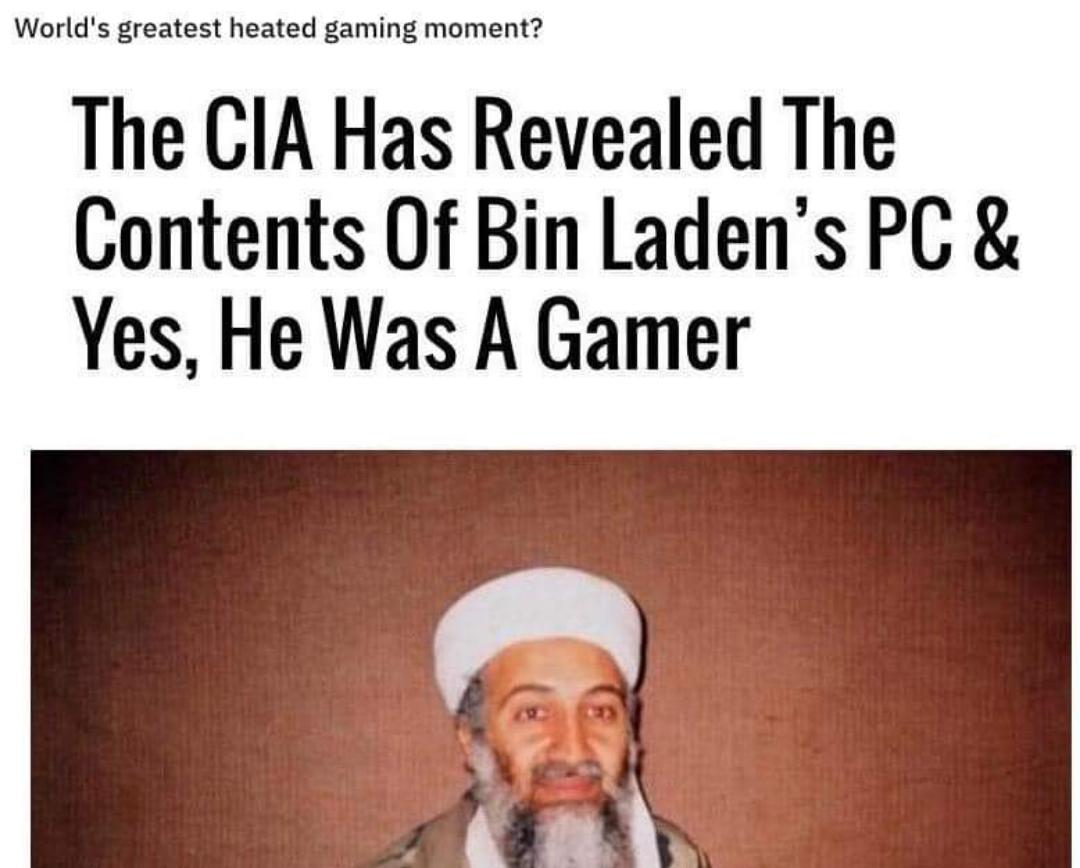 World's greatest heated gaming moment?
The CIA Has Revealed The
Contents Of Bin Laden’s PC &
Yes, He Was A Gamer